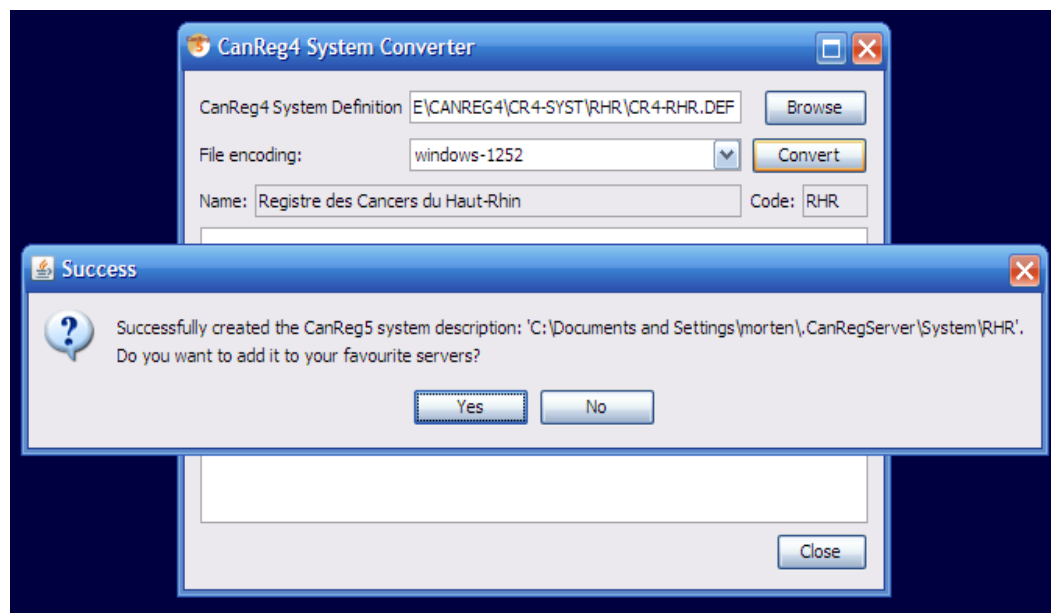 CanReg4 System Converter
CanReg4 System Definition E\CANREG4\CR4-SYST\RHR\CR4-RHR.DEF Browse
File encoding: windows-1252 Convert
Name: Registre des Cancers du Haut-Rhin Code: RHR
Success
Successfully created the CanReg5 system description: 'C:\Documents and Settings\morten\.CanRegServer\System\RHR'.
Do you want to add it to your favourite servers?
Yes No
Close